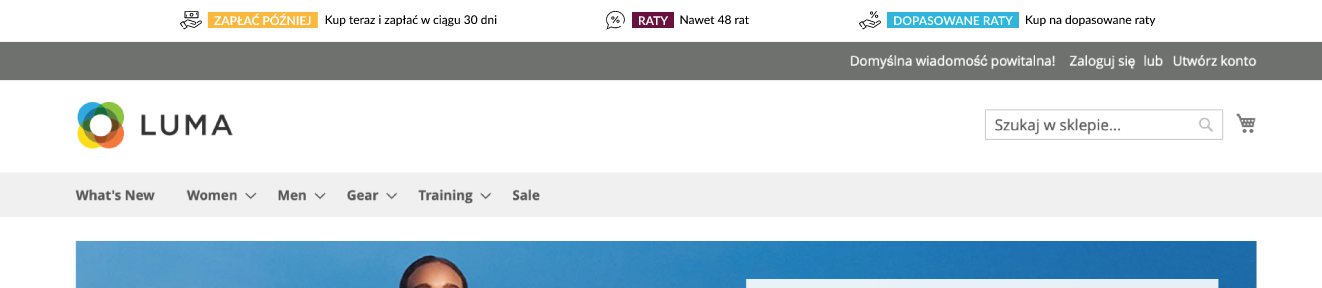 ZAPŁAĆ PÓŹNIEJ Kup teraz i zapłać w ciągu 30 dni
RATY Nawet 48 rat
DOPASOWANE RATY Kup na dopasowane raty
Domyślna wiadomość powitalna! Zaloguj się lub Utwórz konto
LUMA
Szukaj w sklepie...
What's New Women Men Gear Training Sale